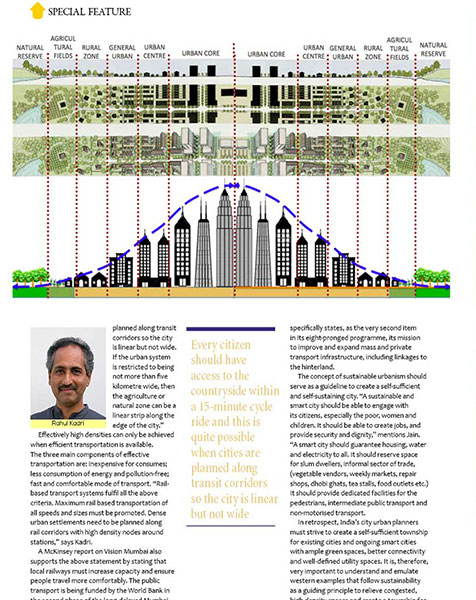 SPECIAL FEATURE
NATURAL
RESERVE
AGRICUL
TURAL
FIELDS
RURAL
ZONE
GENERAL
URBAN
URBAN
CENTRE
URBAN CORE
URBAN CORE
URBAN
CENTRE
GENERAL
URBAN
RURAL
ZONE
AGRICUL
TURAL
FIELDS
NATURAL
RESERVE
Rahul Kadri
planned along transit
corridors so the city
is linear but not wide.
If the urban system
is restricted to being
not more than five
kilometre wide, then
the agriculture or
natural zone can be a
linear strip along the
edge of the city."
Effectively high densities can only be achieved
when efficient transportation is available.
The three main components of effective
transportation are: inexpensive for consumes;
less consumption of energy and pollution-free;
fast and comfortable mode of transport. "Rail-
based transport systems fulfil all the above
criteria. Maximum rail based transportation of
all speeds and sizes must be promoted. Dense
urban settlements need to be planned along
rail corridors with high density nodes around
stations," says Kadri.
A McKinsey report on Vision Mumbai also
supports the above statement by stating that
local railways must increase capacity and ensure
people travel more comfortably. The public
transport is being funded by the World Bank in
Every citizen
should have
access to the
countryside within
a 15-minute cycle
ride and this is
quite possible
when cities are
planned along
transit corridors
so the city is linear
but not wide
specifically states, as the very second item
in its eight-pronged programme, its mission
to improve and expand mass and private
transport infrastructure, including linkages to
the hinterland.
The concept of sustainable urbanism should
serve as a guideline to create a self-sufficient
and self-sustaining city. "A sustainable and
smart city should be able to engage with
its citizens, especially the poor, women and
children. It should be able to create jobs, and
provide security and dignity," mentions Jain.
"A smart city should guarantee housing, water
and electricity to all. It should reserve space
for slum dwellers, informal sector of trade,
(vegetable vendors, weekly markets, repair
shops, dhobi ghats, tea stalls, food outlets etc.)
It should provide dedicated facilities for the
pedestrians, intermediate public transport and
non-motorised transport.
In retrospect, India's city urban planners
must strive to create a self-sufficient township
for existing cities and ongoing smart cities
with ample green spaces, better connectivity
and well-defined utility spaces. It is, therefore,
very important to understand and emulate
western examples that follow sustainability
as a guiding principle to relieve congested,